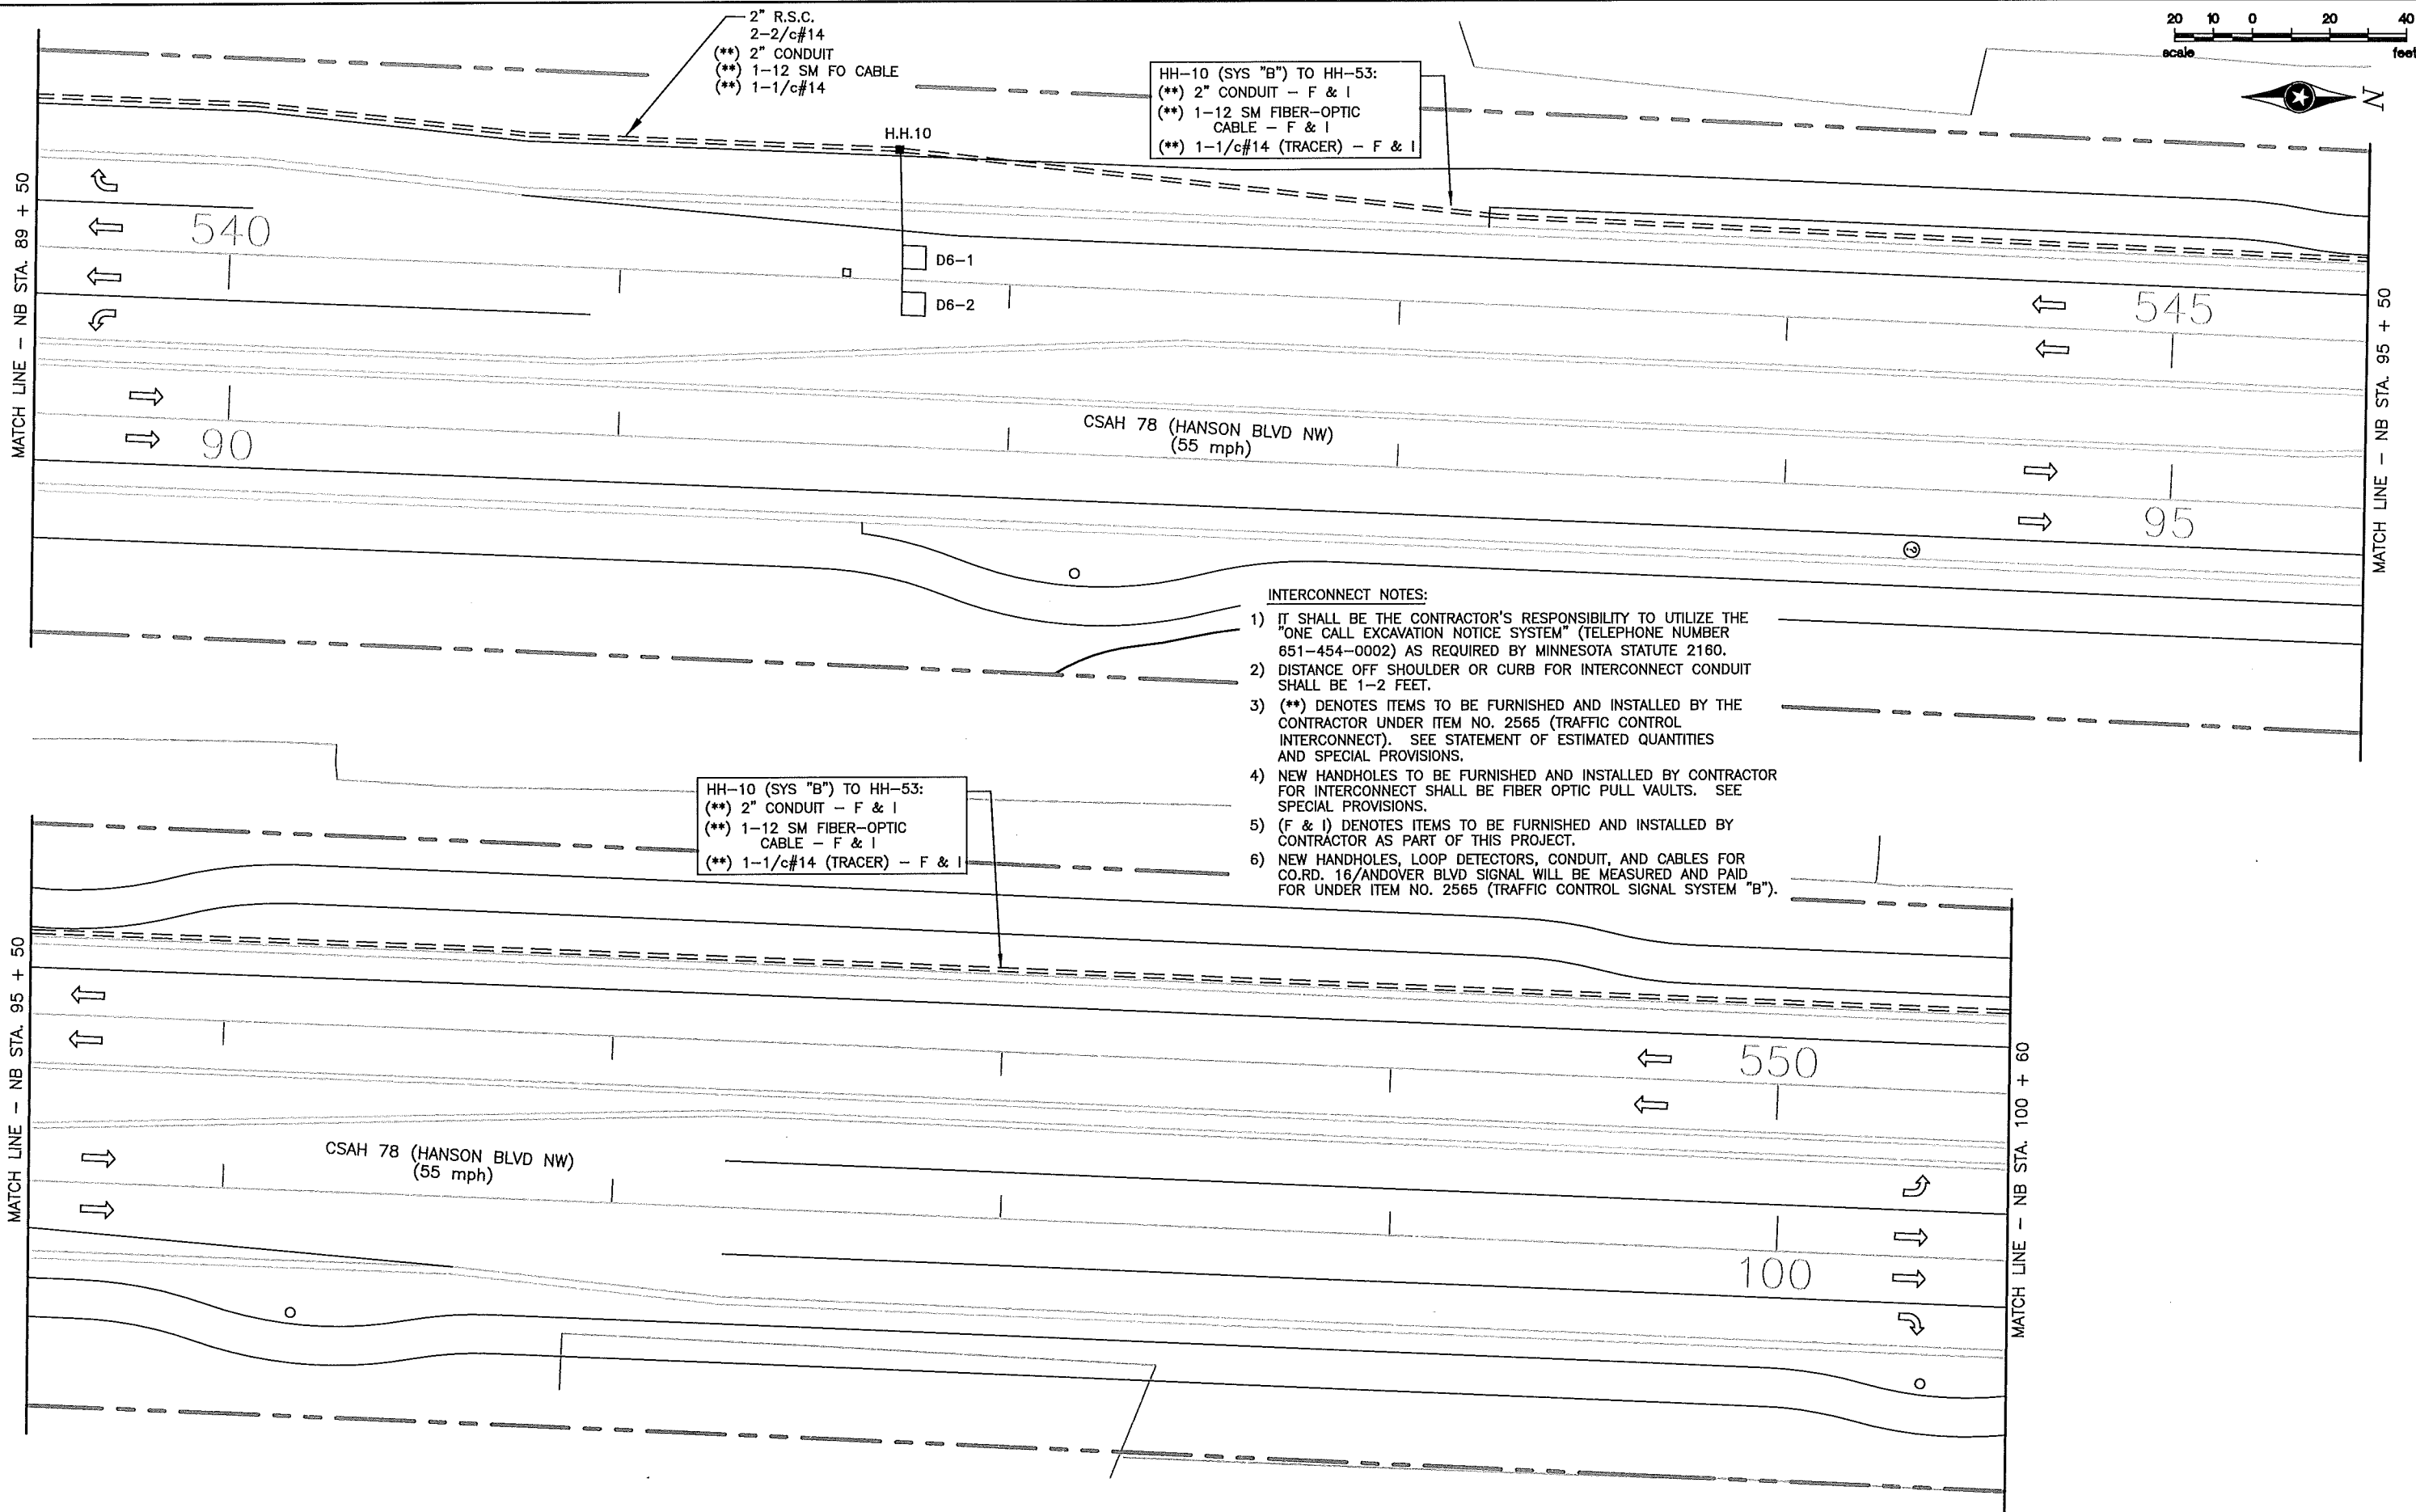 2" R.S.C.
2-2/c#14
(**) 2" CONDUIT
(**) 1-12 SM FO CABLE
(**) 1-1/c#14
HH-10 (SYS "B") TO HH-53:
(**) 2" CONDUIT - F & I
(**) 1-12 SM FIBER-OPTIC
CABLE - F & I
(**) 1-1/c#14 (TRACER) - F & I
20 10 0 20 40
scale feet
N
H.H.10
D6-1
D6-2
MATCH LINE - NB STA. 89 + 50
540
90
545
95
CSAH 78 (HANSON BLVD NW)
(55 mph)
MATCH LINE - NB STA. 95 + 50
?
INTERCONNECT NOTES:
1) IT SHALL BE THE CONTRACTOR'S RESPONSIBILITY TO UTILIZE THE
"ONE CALL EXCAVATION NOTICE SYSTEM" (TELEPHONE NUMBER
651-454-0002) AS REQUIRED BY MINNESOTA STATUTE 2160.
2) DISTANCE OFF SHOULDER OR CURB FOR INTERCONNECT CONDUIT
SHALL BE 1-2 FEET.
3) (**) DENOTES ITEMS TO BE FURNISHED AND INSTALLED BY THE
CONTRACTOR UNDER ITEM NO. 2565 (TRAFFIC CONTROL
INTERCONNECT). SEE STATEMENT OF ESTIMATED QUANTITIES
AND SPECIAL PROVISIONS.
4) NEW HANDHOLES TO BE FURNISHED AND INSTALLED BY CONTRACTOR
FOR INTERCONNECT SHALL BE FIBER OPTIC PULL VAULTS. SEE
SPECIAL PROVISIONS.
5) (F & I) DENOTES ITEMS TO BE FURNISHED AND INSTALLED BY
CONTRACTOR AS PART OF THIS PROJECT.
6) NEW HANDHOLES, LOOP DETECTORS, CONDUIT, AND CABLES FOR
CO.RD. 16/ANDOVER BLVD SIGNAL WILL BE MEASURED AND PAID
FOR UNDER ITEM NO. 2565 (TRAFFIC CONTROL SIGNAL SYSTEM "B").
HH-10 (SYS "B") TO HH-53:
(**) 2" CONDUIT - F & I
(**) 1-12 SM FIBER-OPTIC
CABLE - F & I
(**) 1-1/c#14 (TRACER) - F & I
MATCH LINE - NB STA. 95 + 50
550
CSAH 78 (HANSON BLVD NW)
(55 mph)
100
MATCH LINE - NB STA. 100 + 60